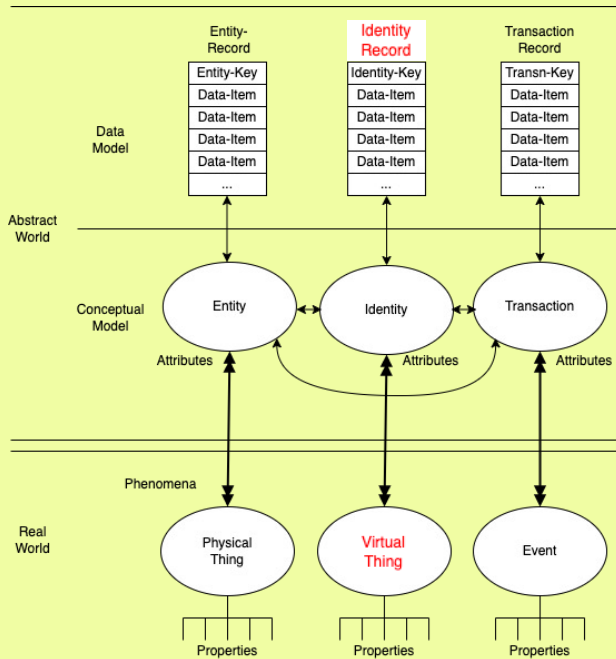 Entity-
Record
Identity
Record
Transaction
Record
Entity-Key
Identity-Key
Transn-Key
Data-Item
Data-Item
Data-Item
Data-Item
Data-Item
Data-Item
Data-Item
Data-Item
Data-Item
Data-Item
Data-Item
Data-Item
...
...
...
Data
Model
Abstract
World
Conceptual
Model
Entity
Identity
Transaction
Attributes
Attributes
Attributes
Phenomena
Real
World
Physical
Thing
Virtual
Thing
Event
Properties
Properties
Properties